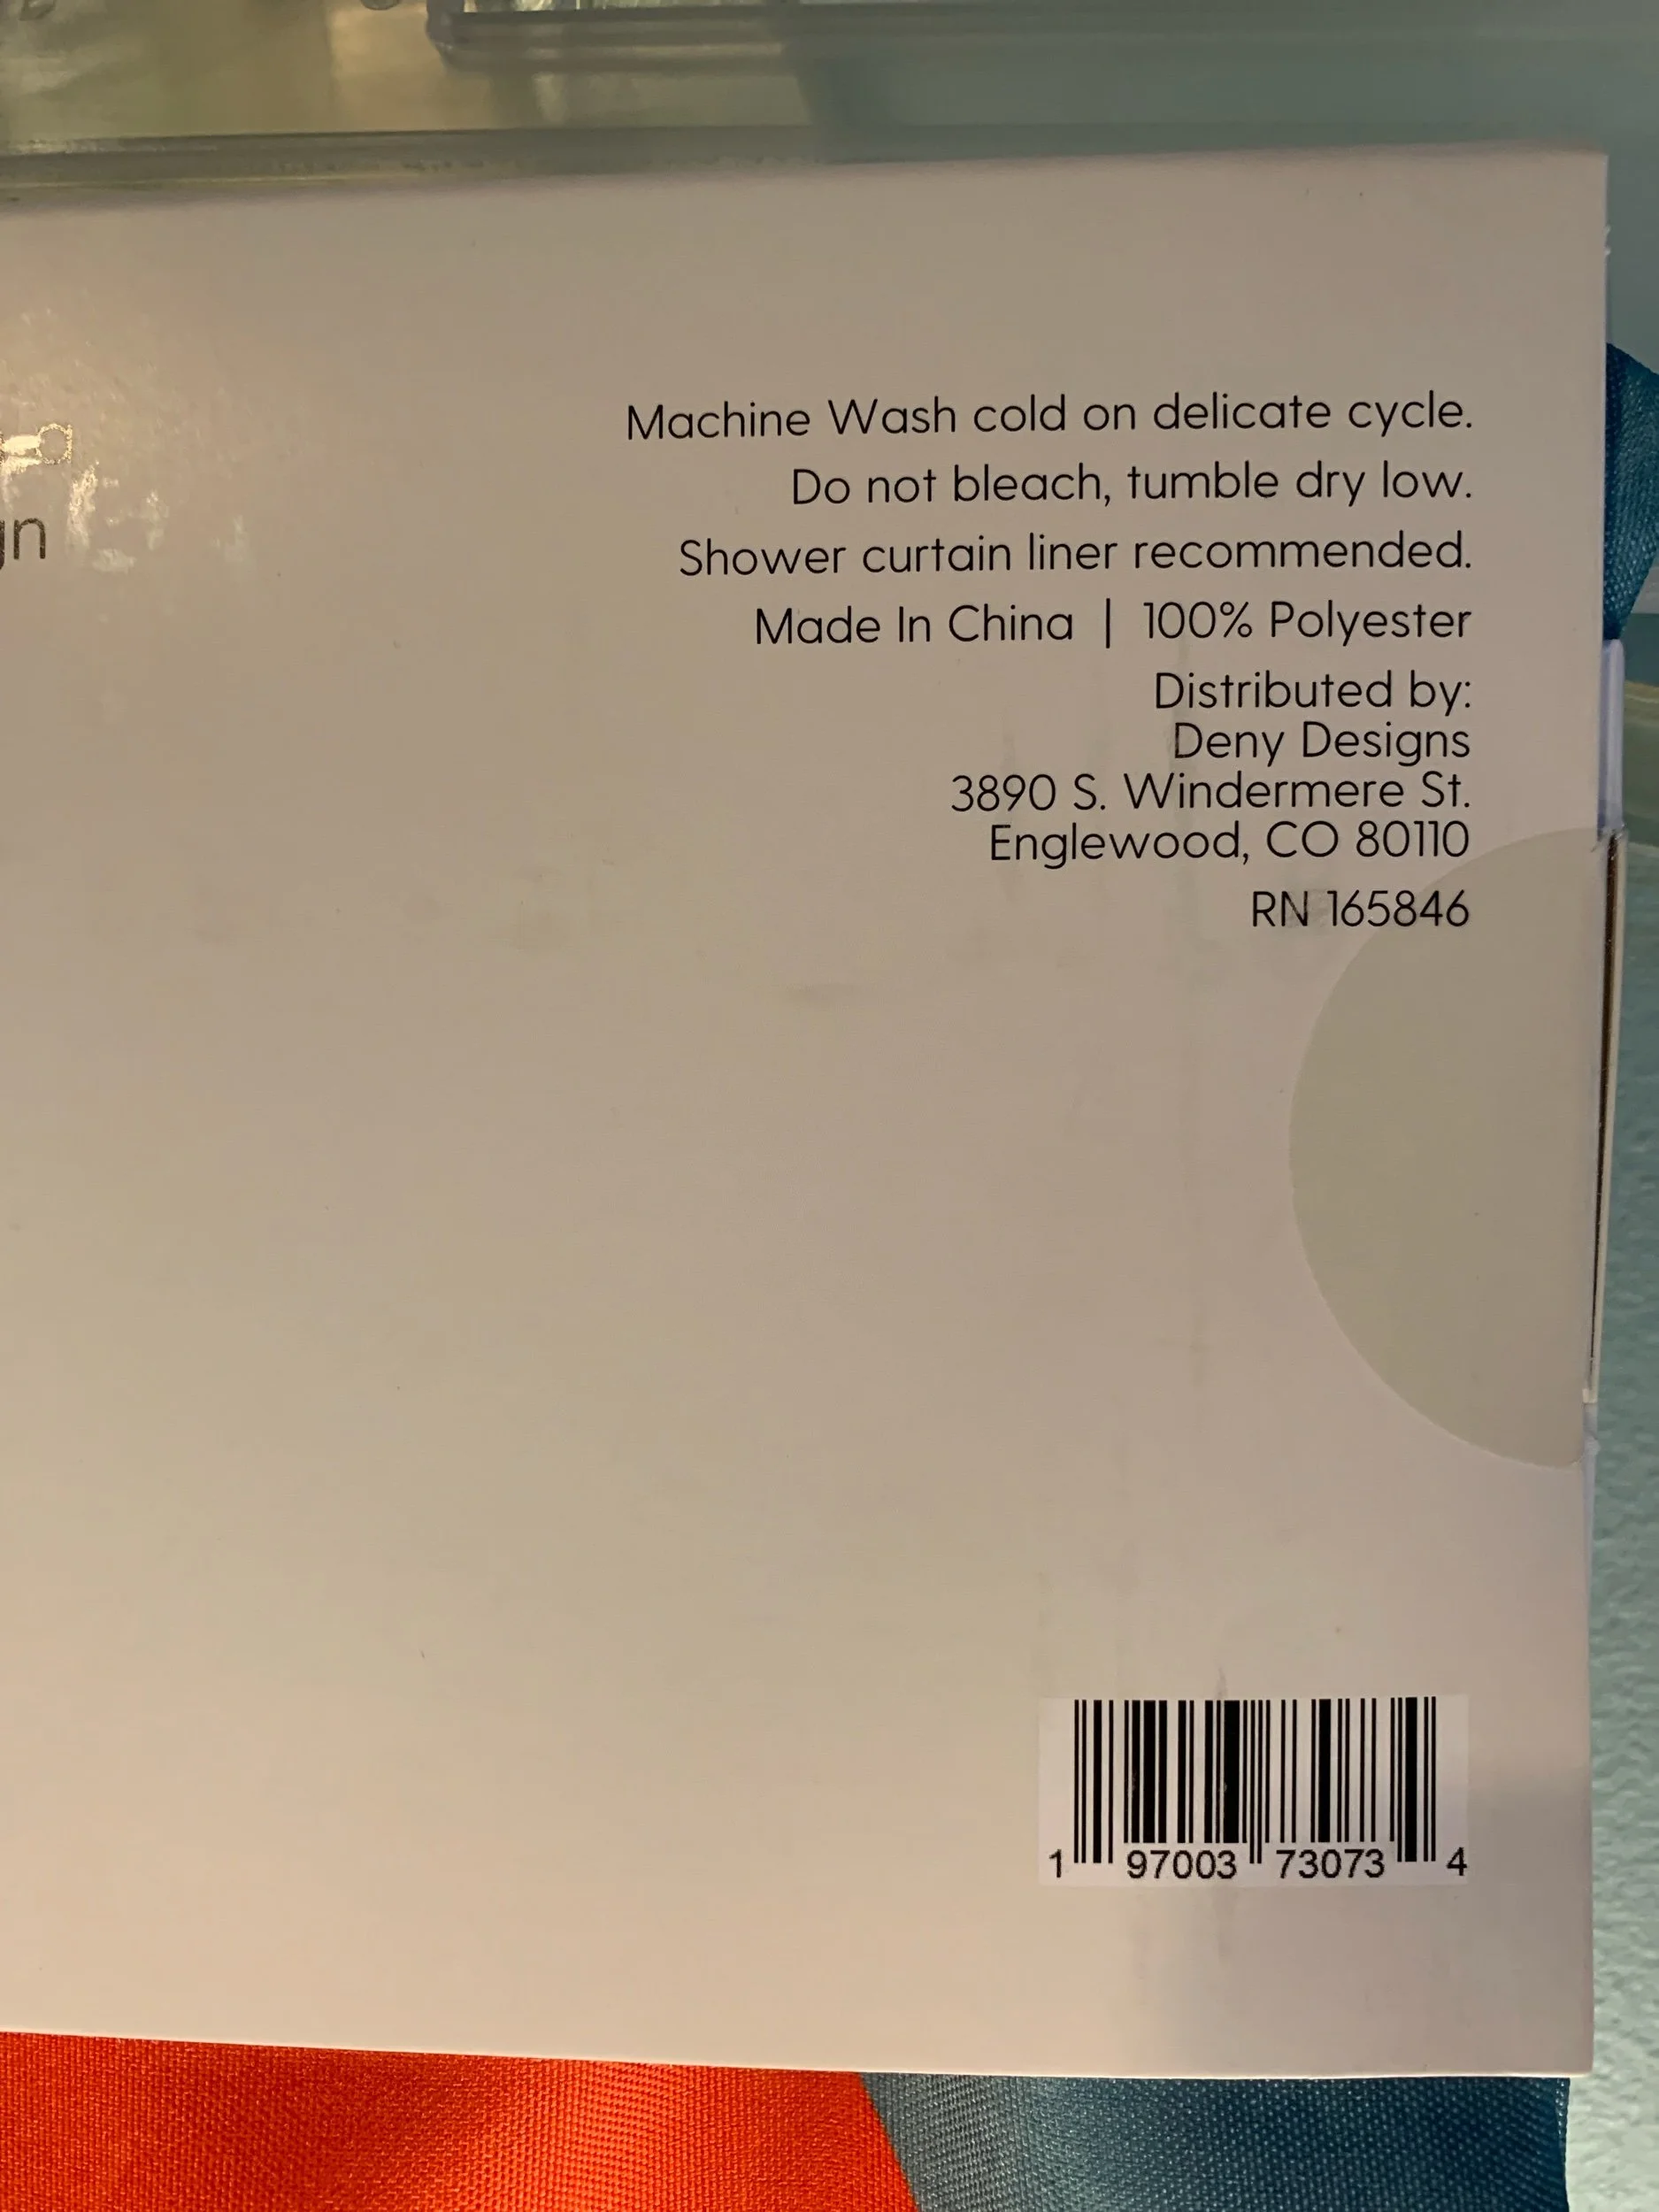 Machine Wash cold on delicate cycle.
Do not bleach, tumble dry low.
Shower curtain liner recommended.
Made In China | 100% Polyester
Distributed by:
Deny Designs
3890 S. Windermere St.
Englewood, CO 80110
RN 165846
1 97003 73073 4